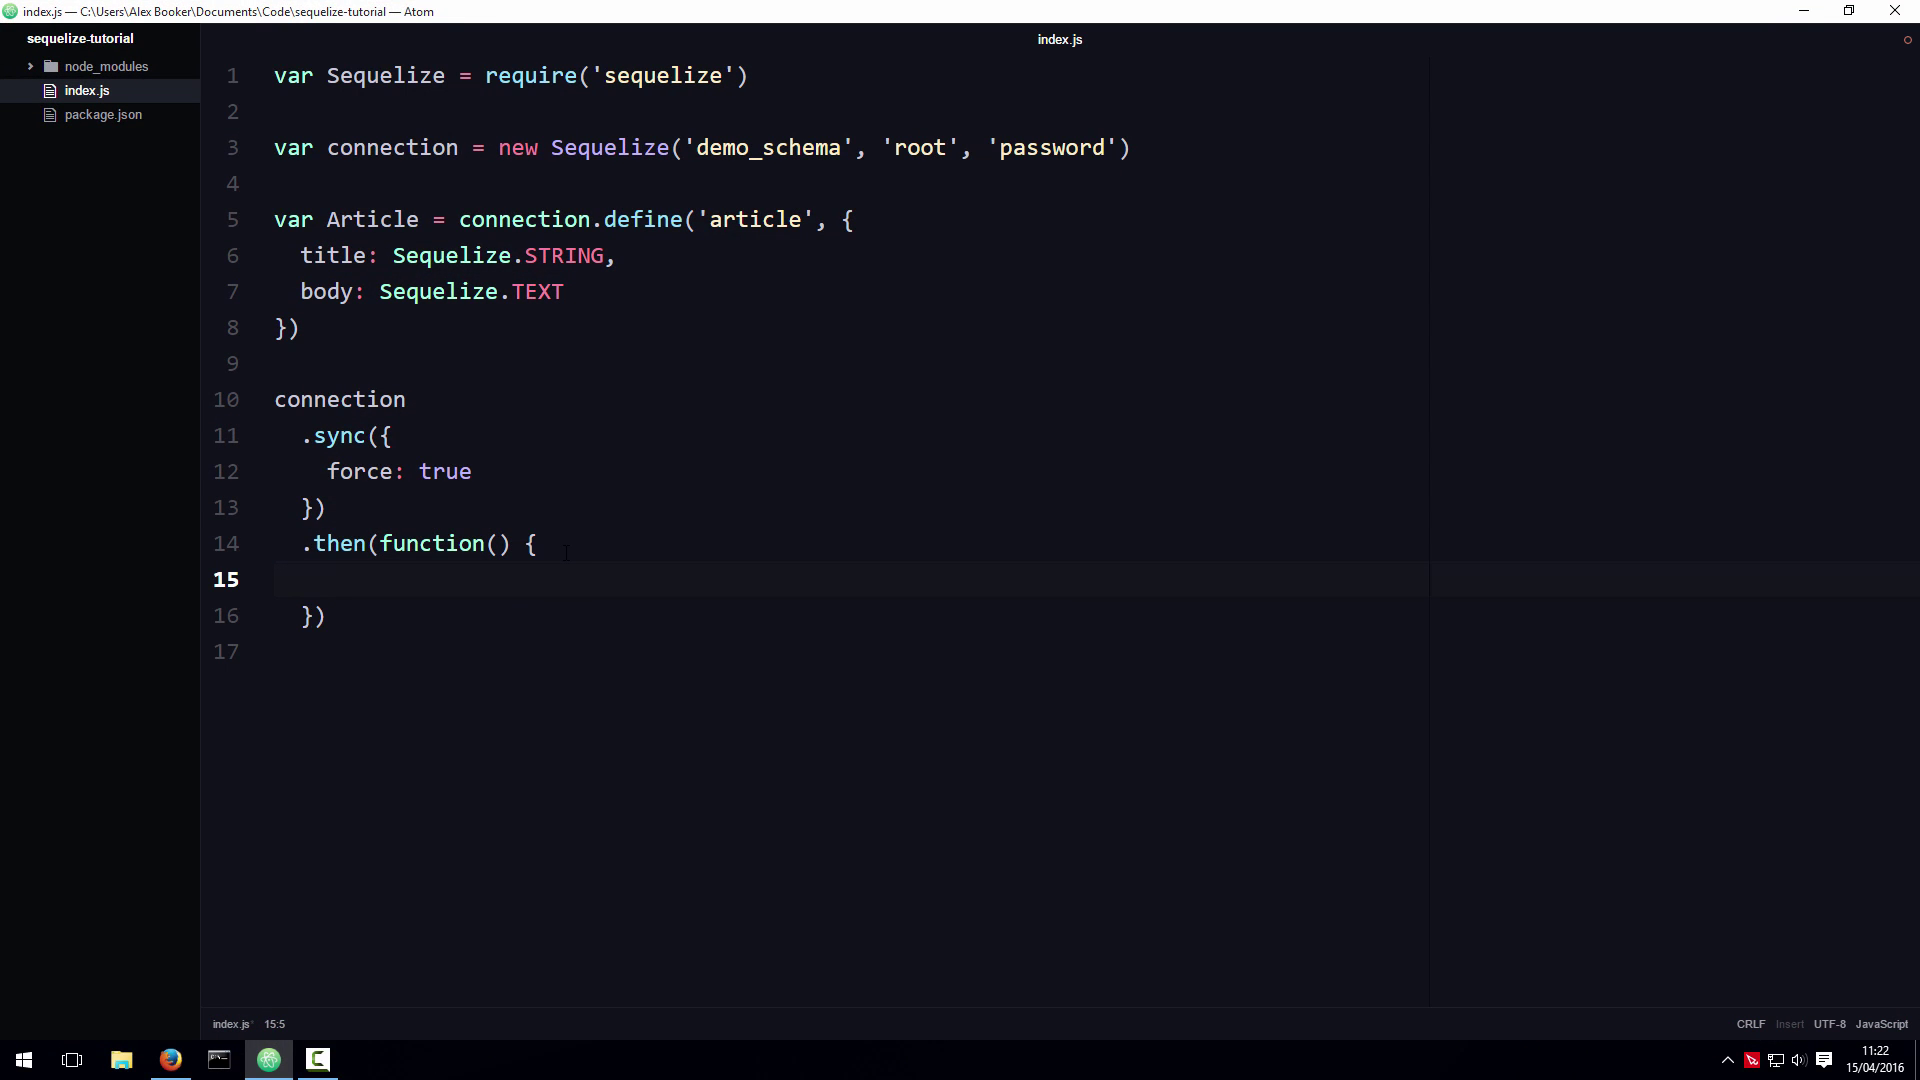 index.js — C:\Users\Alex Booker\Documents\Code\sequelize-tutorial — Atom
sequelize-tutorial
node_modules
index.js
package.json
index.js
1 var Sequelize = require('sequelize')
2
3 var connection = new Sequelize('demo_schema', 'root', 'password')
4
5 var Article = connection.define('article', {
6   title: Sequelize.STRING,
7   body: Sequelize.TEXT
8 })
9
10 connection
11   .sync({
12     force: true
13   })
14   .then(function() {
15
16   })
17
index.js* 15:5
CRLF Insert UTF-8 JavaScript
11:22
15/04/2016